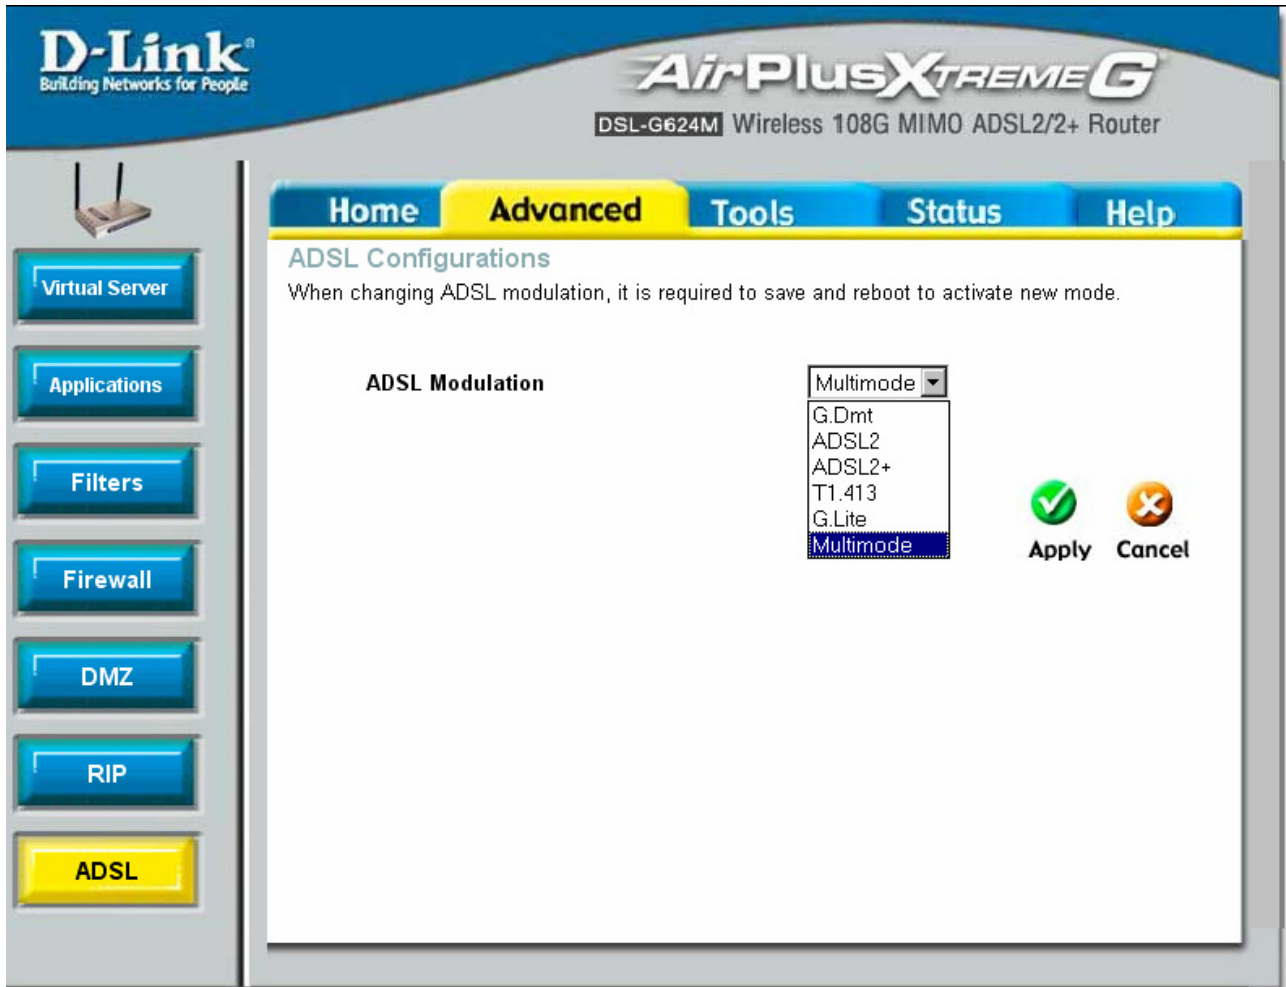 D-Link®
Building Networks for People
AirPlusXTREMEG
DSL-G624M Wireless 108G MIMO ADSL2/2+ Router
Home Advanced Tools Status Help
Virtual Server
Applications
Filters
Firewall
DMZ
RIP
ADSL
ADSL Configurations
When changing ADSL modulation, it is required to save and reboot to activate new mode.
ADSL Modulation Multimode
G.Dmt
ADSL2
ADSL2+
T1.413
G.Lite
Multimode
Apply Cancel